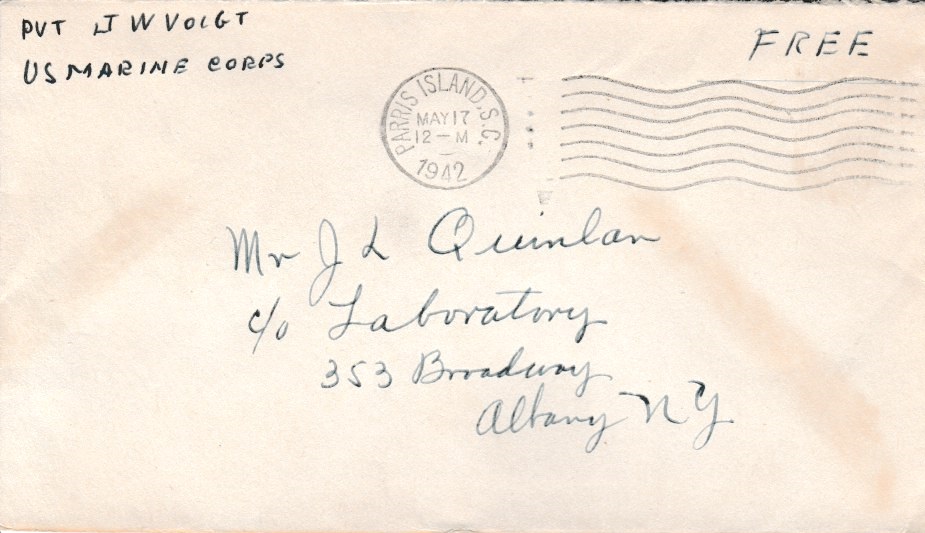 PVT J W VOIGT
US MARINE CORPS
FREE
PARRIS ISLAND, S.C.
MAY 17
12 – M
1942
Mr J L Quinlan
c/o Laboratory
353 Broadway
Albany N Y